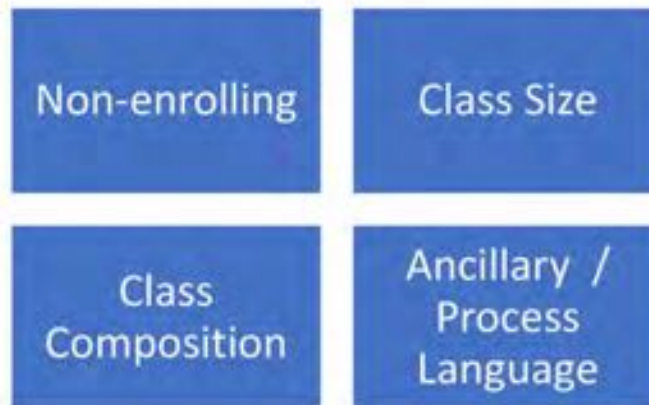 Non-enrolling
Class Size
Class
Composition
Ancillary /
Process
Language